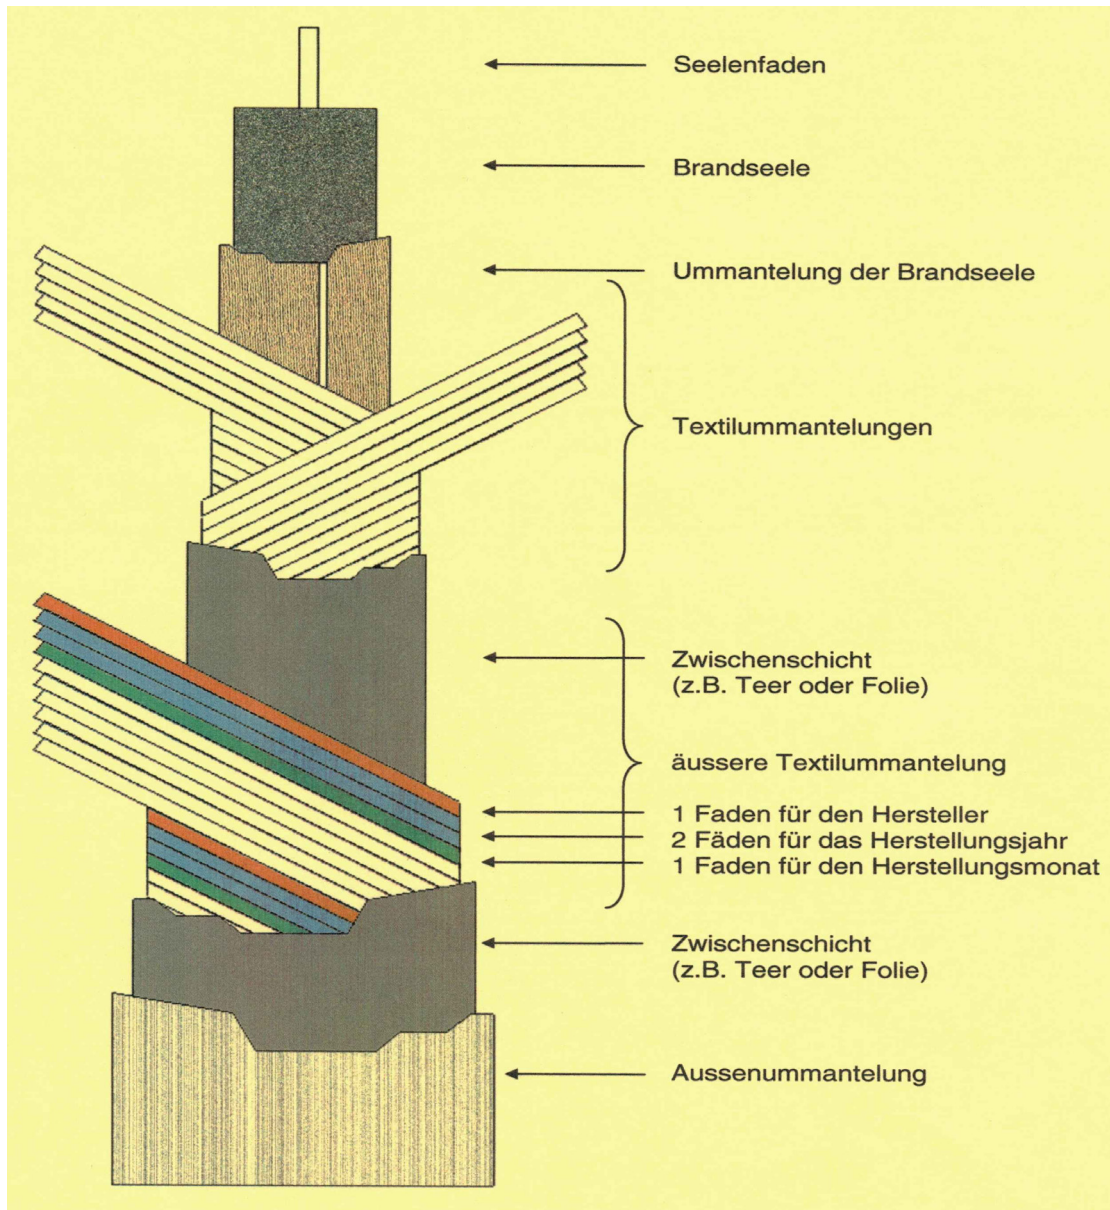 Seelenfaden
Brandseele
Ummantelung der Brandseele
Textilummantelungen
Zwischenschicht
(z.B. Teer oder Folie)
äussere Textilummantelung
1 Faden für den Hersteller
2 Fäden für das Herstellungsjahr
1 Faden für den Herstellungsmonat
Zwischenschicht
(z.B. Teer oder Folie)
Aussenummantelung